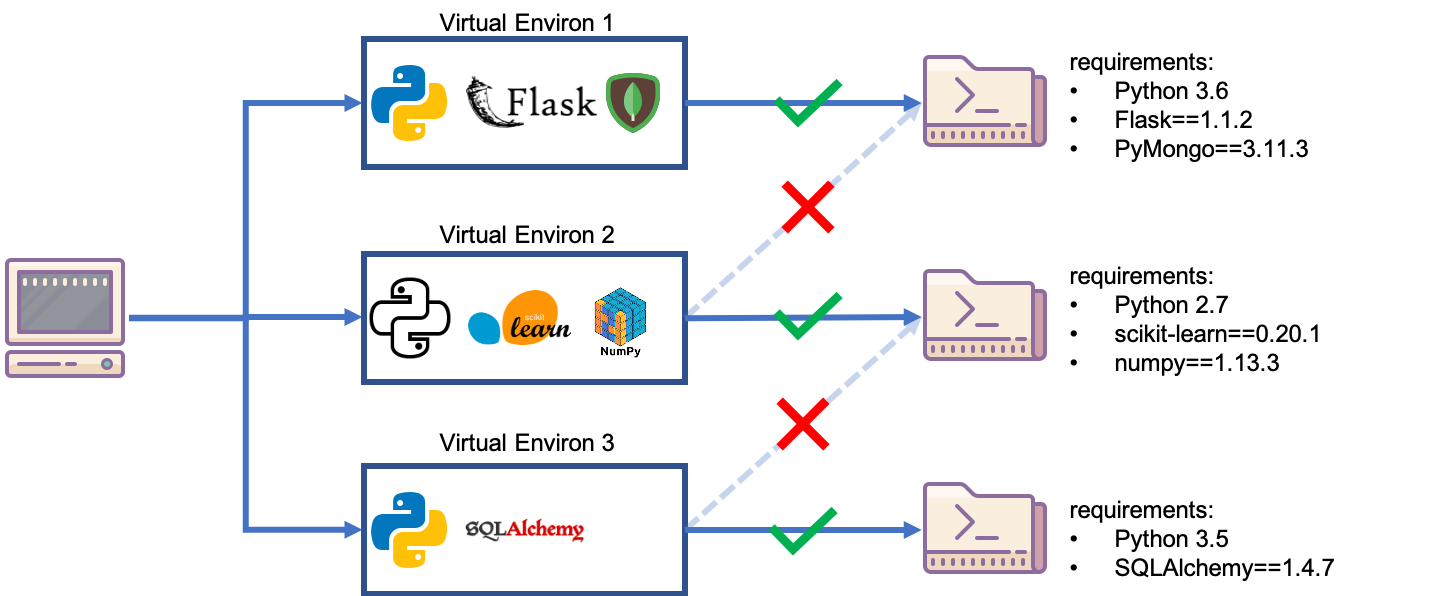 Virtual Environ 1
Flask
requirements:
• Python 3.6
• Flask==1.1.2
• PyMongo==3.11.3
Virtual Environ 2
scikit
learn
NumPy
requirements:
• Python 2.7
• scikit-learn==0.20.1
• numpy==1.13.3
Virtual Environ 3
SQLAlchemy
requirements:
• Python 3.5
• SQLAlchemy==1.4.7